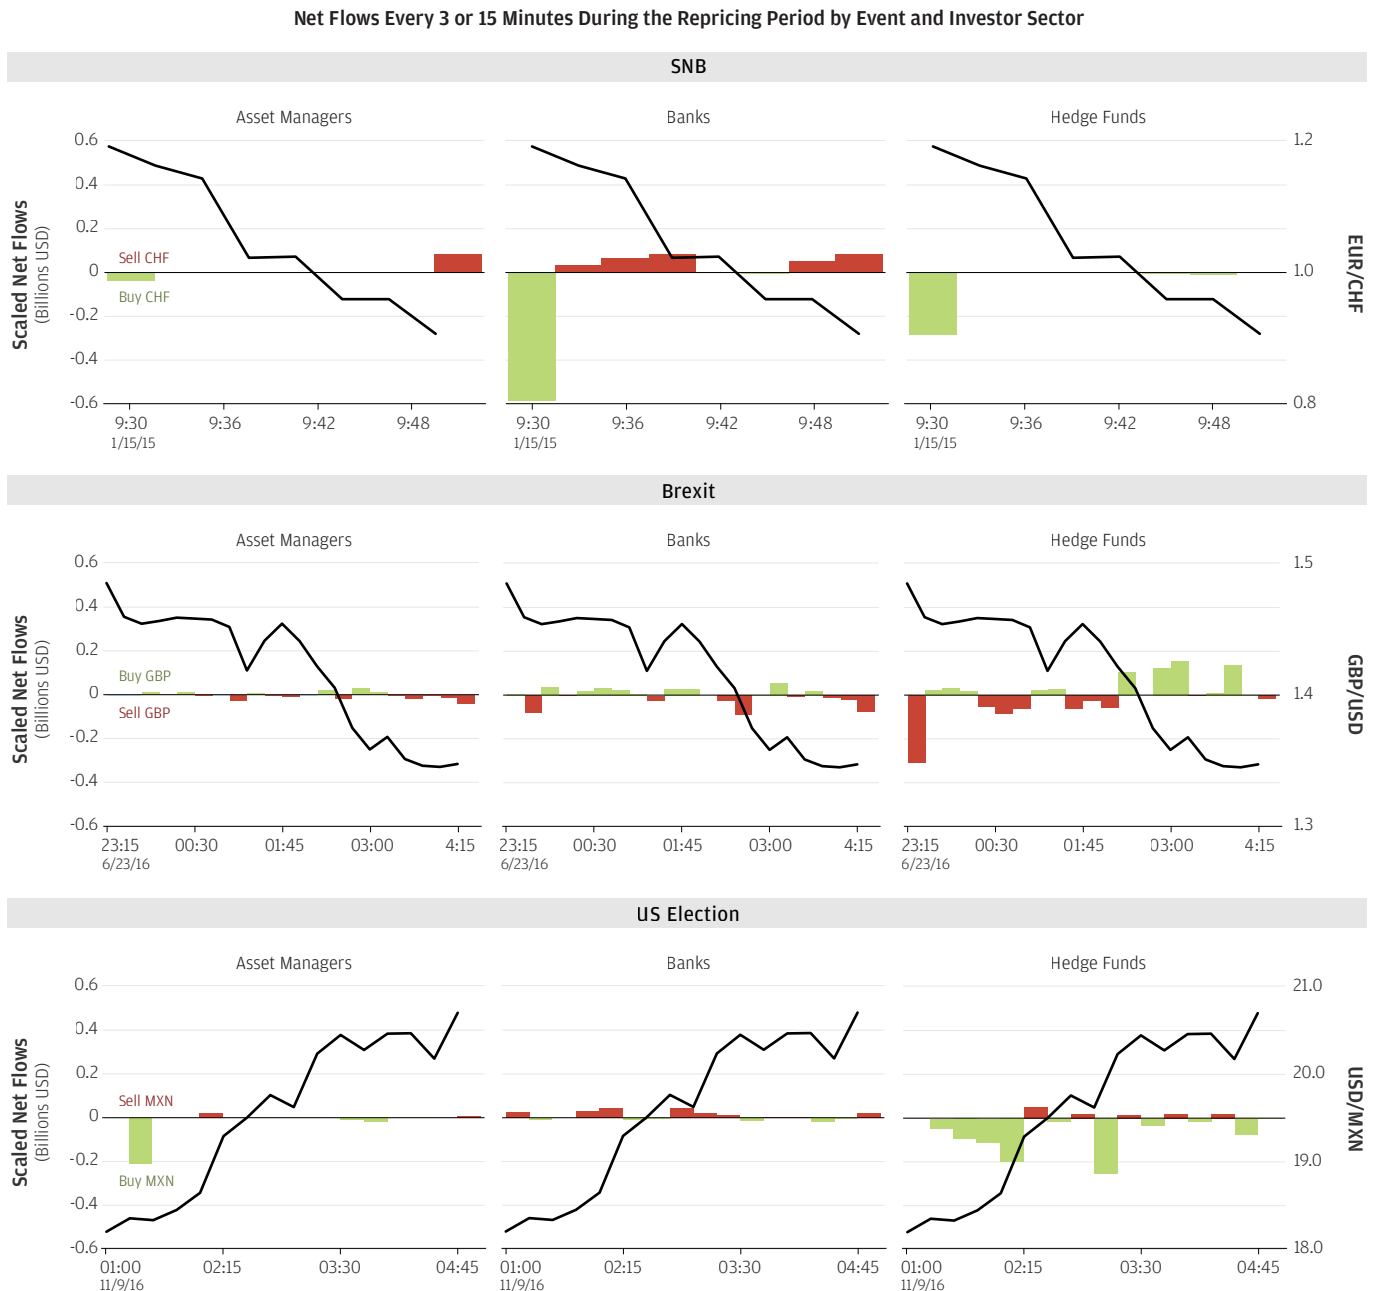 Net Flows Every 3 or 15 Minutes During the Repricing Period by Event and Investor Sector
SNB
Asset Managers
Banks
Hedge Funds
Scaled Net Flows
(Billions USD)
0.6
0.4
0.2
0
-0.2
-0.4
-0.6
Sell CHF
Buy CHF
1.2
1.0
0.8
EUR/CHF
9:30 9:36 9:42 9:48
1/15/15
9:30 9:36 9:42 9:48
1/15/15
9:30 9:36 9:42 9:48
1/15/15
Brexit
Asset Managers
Banks
Hedge Funds
Scaled Net Flows
(Billions USD)
0.6
0.4
0.2
0
-0.2
-0.4
-0.6
Buy GBP
Sell GBP
1.5
1.4
1.3
GBP/USD
23:15 00:30 01:45 03:00 4:15
6/23/16
23:15 00:30 01:45 03:00 4:15
6/23/16
23:15 00:30 01:45 03:00 4:15
6/23/16
US Election
Asset Managers
Banks
Hedge Funds
Scaled Net Flows
(Billions USD)
0.6
0.4
0.2
0
-0.2
-0.4
-0.6
Sell MXN
Buy MXN
21.0
20.0
19.0
18.0
USD/MXN
01:00 02:15 03:30 04:45
11/9/16
01:00 02:15 03:30 04:45
11/9/16
01:00 02:15 03:30 04:45
11/9/16